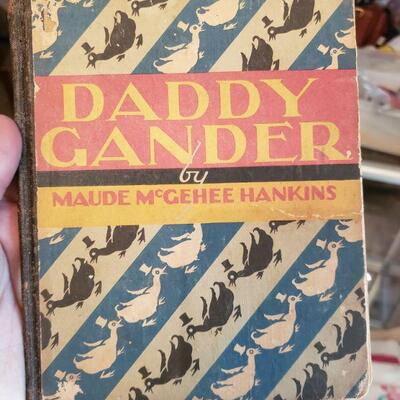 DADDY
GANDER,
by
MAUDE McGEHEE HANKINS